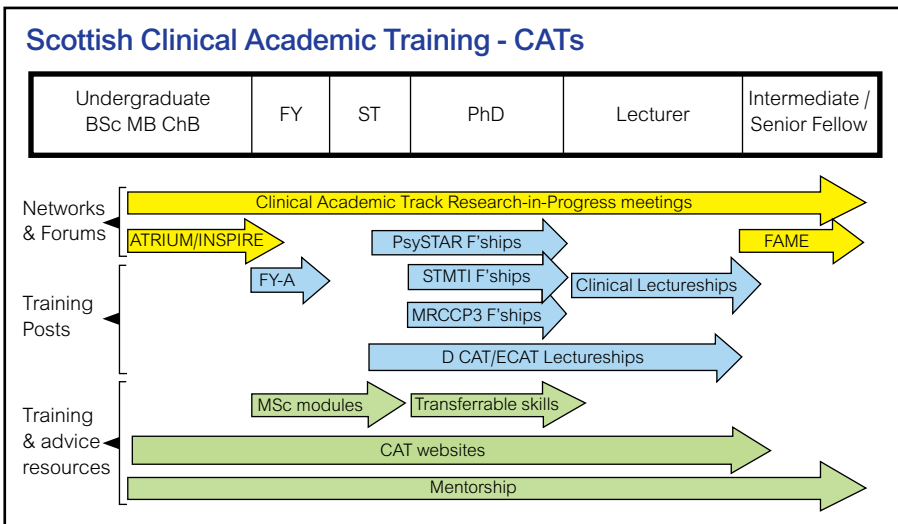 Scottish Clinical Academic Training - CATs
Undergraduate
BSc MB ChB
FY
ST
PhD
Lecturer
Intermediate /
Senior Fellow
Networks
& Forums
Clinical Academic Track Research-in-Progress meetings
ATRIUM/INSPIRE
PsySTAR F'ships
FAME
Training
Posts
FY-A
STMTI F'ships
Clinical Lectureships
MRCCP3 F'ships
D CAT/ECAT Lectureships
Training
& advice
resources
MSc modules
Transferrable skills
CAT websites
Mentorship